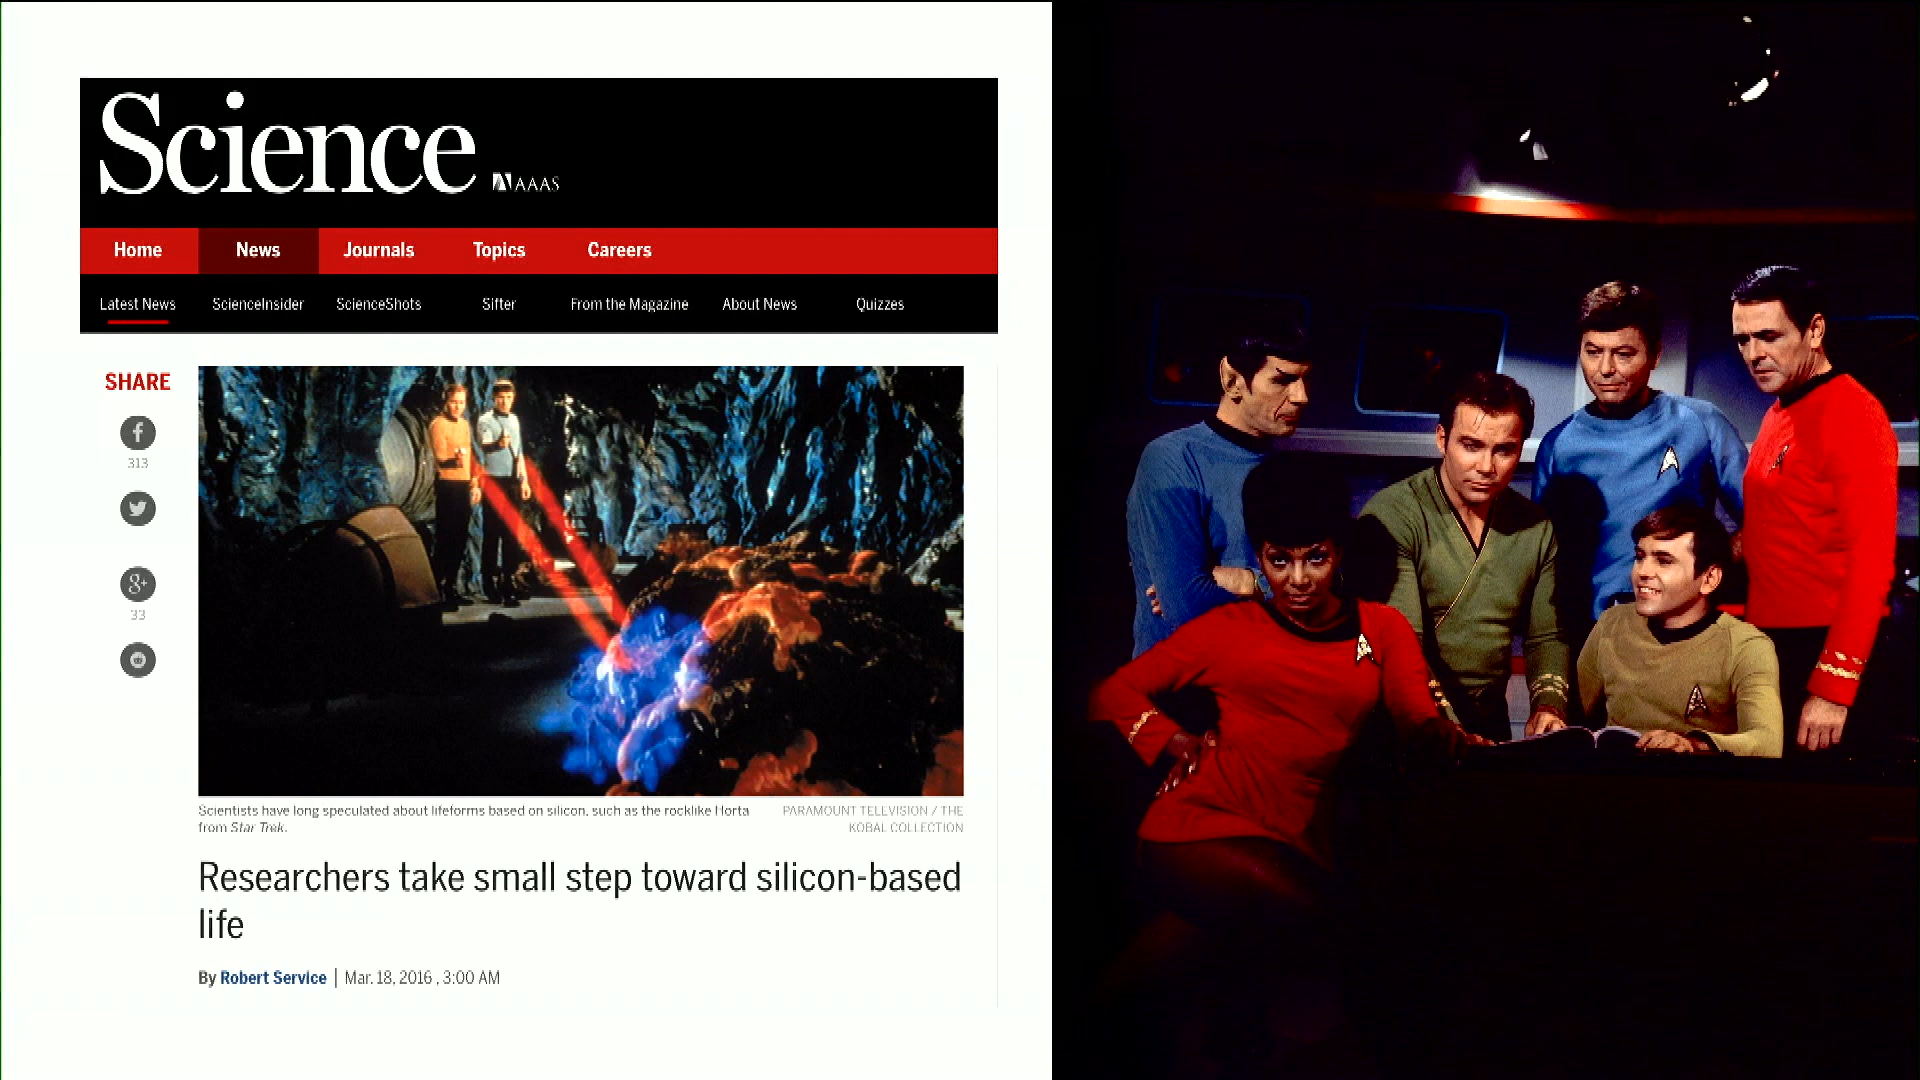 Science
AAAS
Home News Journals Topics Careers
Latest News ScienceInsider ScienceShots Sifter From the Magazine About News Quizzes
SHARE
313
33
Scientists have long speculated about lifeforms based on silicon, such as the rocklike Horta
from Star Trek.
PARAMOUNT TELEVISION / THE
KOBAL COLLECTION
Researchers take small step toward silicon-based
life
By Robert Service | Mar. 18, 2016 , 3:00 AM